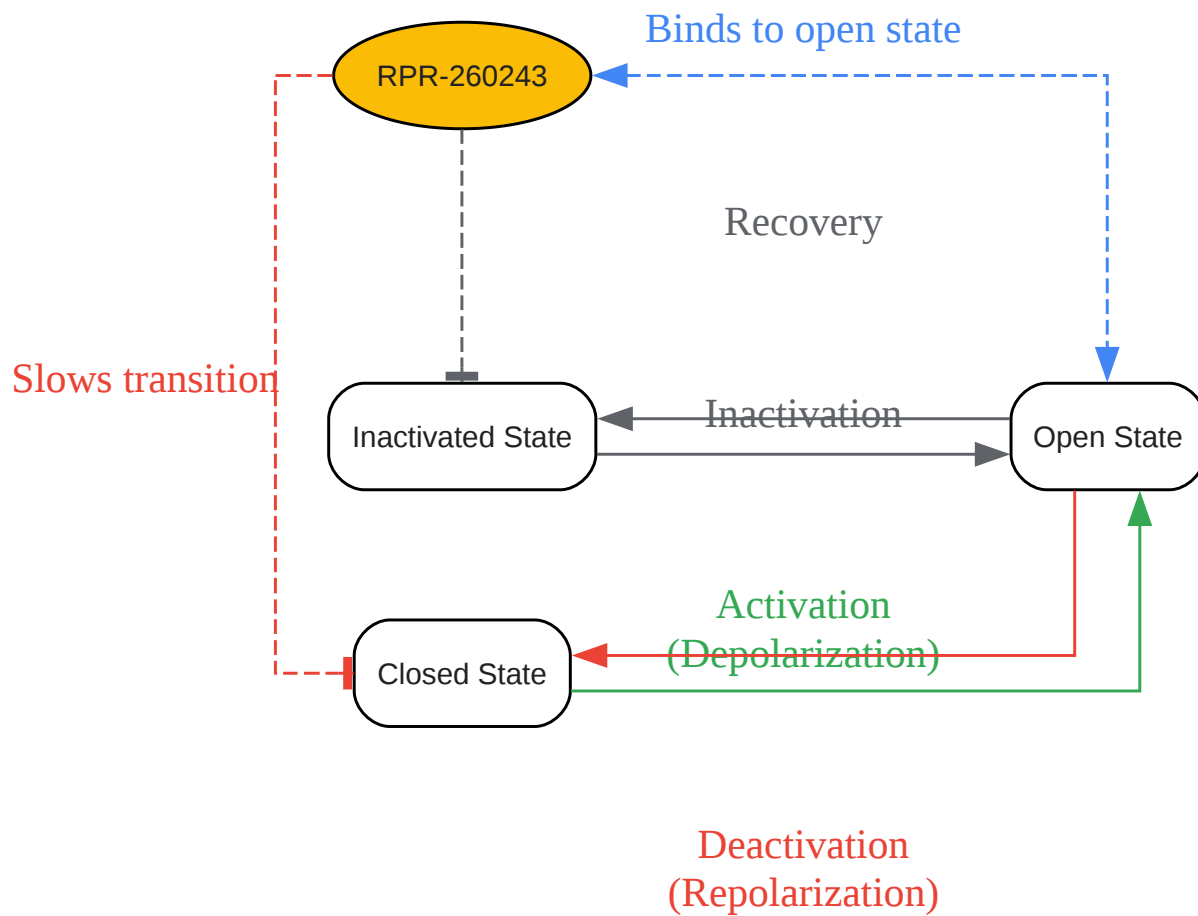 Binds to open state
RPR-260243
Recovery
Slows transition
Inactivation
Inactivated State
Open State
Activation
(Depolarization)
Closed State
Deactivation
(Repolarization)